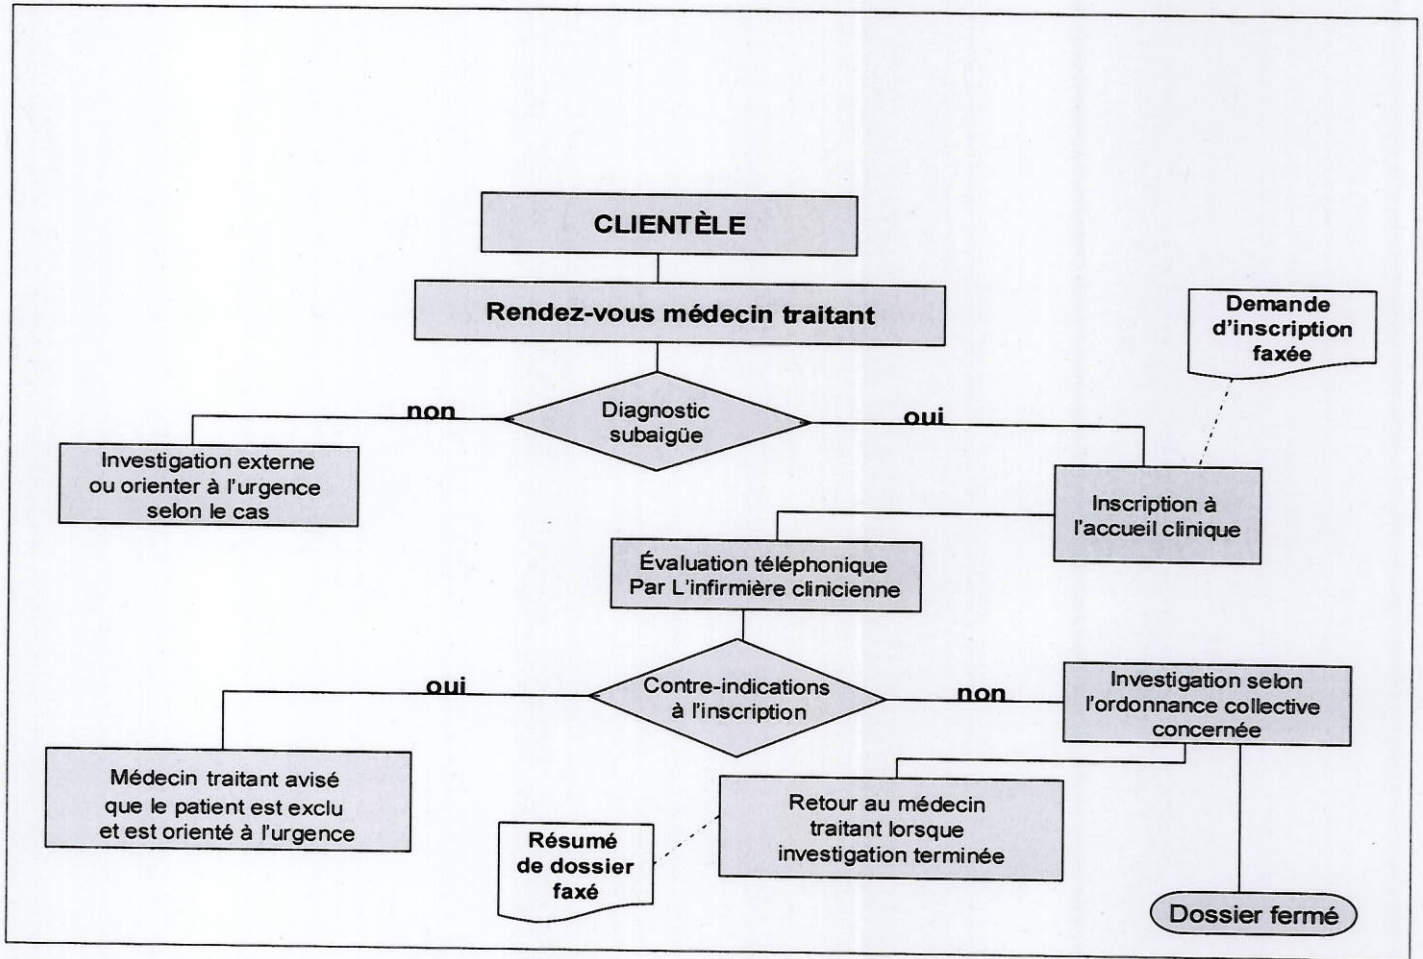 CLIENTÈLE
Rendez-vous médecin traitant
Demande
d'inscription
faxée
non
Diagnostic
subaigüe
oui
Investigation externe
ou orienter à l'urgence
selon le cas
Inscription à
l'accueil clinique
Évaluation téléphonique
Par L'infirmière clinicienne
oui
Contre-indications
à l'inscription
non
Investigation selon
l'ordonnance collective
concernée
Médecin traitant avisé
que le patient est exclu
et est orienté à l'urgence
Retour au médecin
traitant lorsque
investigation terminée
Résumé
de dossier
faxé
Dossier fermé